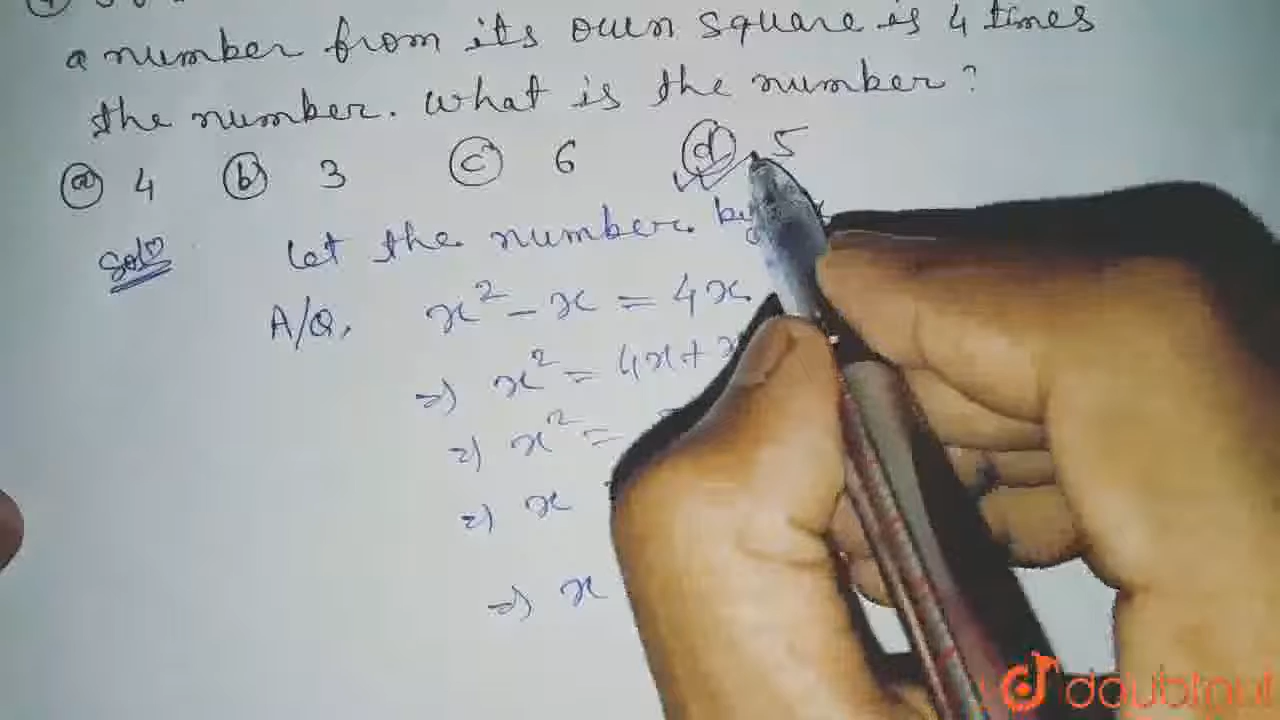 a number from its own square is 4 times
the number. What is the number?
(a) 4 (b) 3 (c) 6 (d) 5
Sol? Let the number be
A/Q, x² - x = 4x
=) x² = 4x +
=) x² =
=) x
=) x
doubtnut